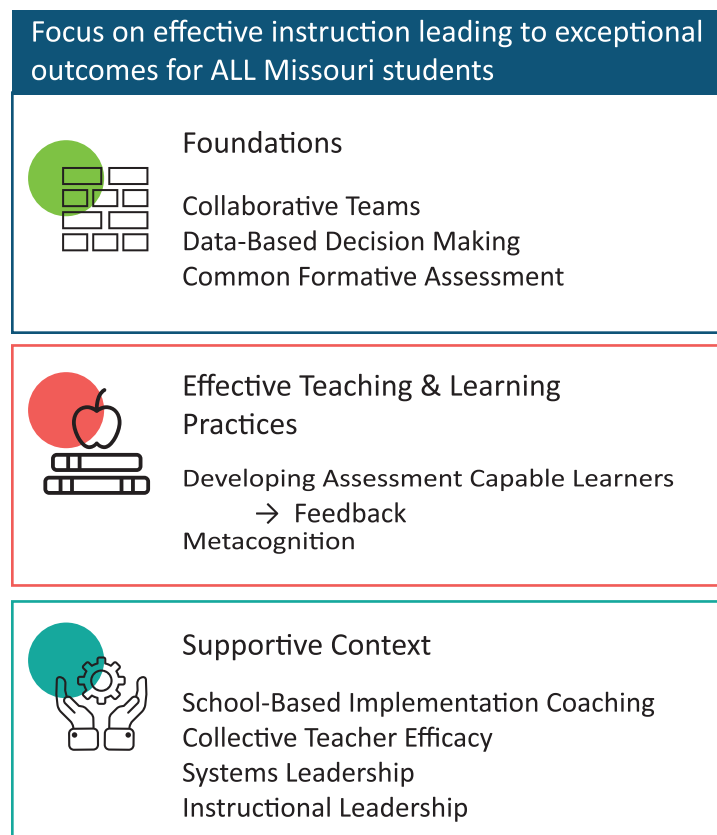 Focus on effective instruction leading to exceptional
outcomes for ALL Missouri students
Foundations
Collaborative Teams
Data-Based Decision Making
Common Formative Assessment
Effective Teaching & Learning
Practices
Developing Assessment Capable Learners
→ Feedback
Metacognition
Supportive Context
School-Based Implementation Coaching
Collective Teacher Efficacy
Systems Leadership
Instructional Leadership